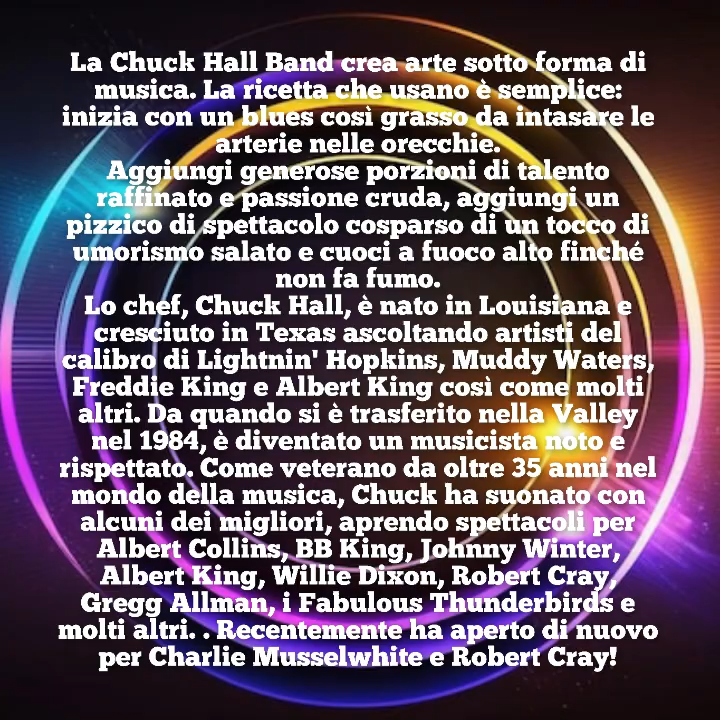 La Chuck Hall Band crea arte sotto forma di
musica. La ricetta che usano è semplice:
inizia con un blues così grasso da intasare le
arterie nelle orecchie.
Aggiungi generose porzioni di talento
raffinato e passione cruda, aggiungi un
pizzico di spettacolo cosparso di un tocco di
umorismo salato e cuoci a fuoco alto finché
non fa fumo.
Lo chef, Chuck Hall, è nato in Louisiana e
cresciuto in Texas ascoltando artisti del
calibro di Lightnin' Hopkins, Muddy Waters,
Freddie King e Albert King così come molti
altri. Da quando si è trasferito nella Valley
nel 1984, è diventato un musicista noto e
rispettato. Come veterano da oltre 35 anni nel
mondo della musica, Chuck ha suonato con
alcuni dei migliori, aprendo spettacoli per
Albert Collins, BB King, Johnny Winter,
Albert King, Willie Dixon, Robert Cray,
Gregg Allman, i Fabulous Thunderbirds e
molti altri. . Recentemente ha aperto di nuovo
per Charlie Musselwhite e Robert Cray!